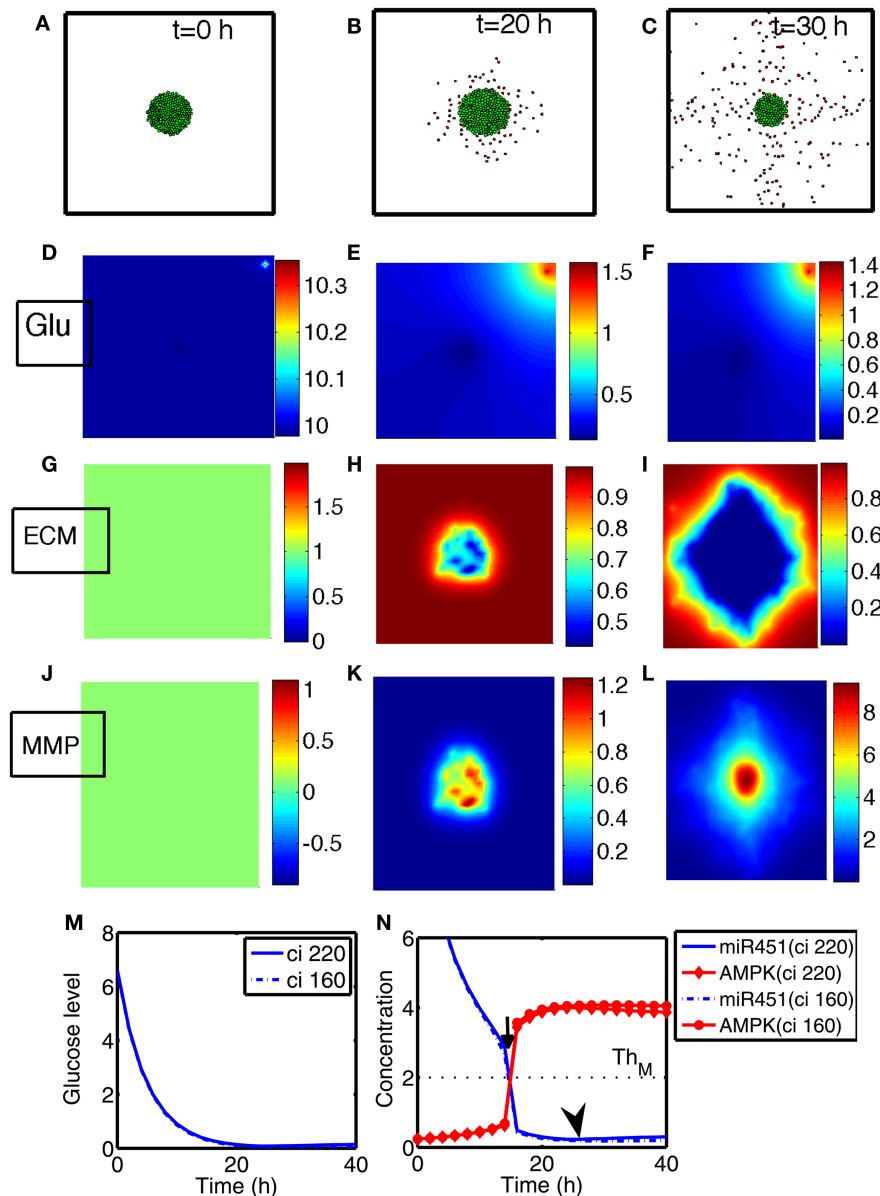 A
t=0 h
B
t=20 h
C
t=30 h
D
10.3
10.2
10.1
10
E
1.5
1
0.5
F
1.4
1.2
1
0.8
0.6
0.4
0.2
Glu
G
1.5
1
0.5
0
H
0.9
0.8
0.7
0.6
0.5
I
0.8
0.6
0.4
0.2
ECM
J
1
0.5
0
-0.5
K
1.2
1
0.8
0.6
0.4
0.2
L
8
6
4
2
MMP
M
8
6
4
2
0
0
20
40
Glucose level
Time (h)
ci 220
ci 160
N
6
4
2
0
0
20
40
Concentration
Time (h)
ThM
miR451(ci 220)
AMPK(ci 220)
miR451(ci 160)
AMPK(ci 160)